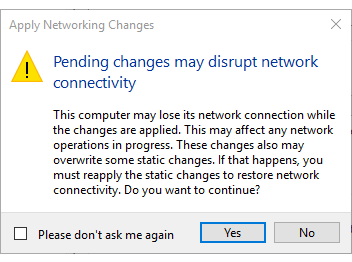 Apply Networking Changes
Pending changes may disrupt network
connectivity
This computer may lose its network connection while
the changes are applied. This may affect any network
operations in progress. These changes also may
overwrite some static changes. If that happens, you
must reapply the static changes to restore network
connectivity. Do you want to continue?
Please don't ask me again
Yes
No